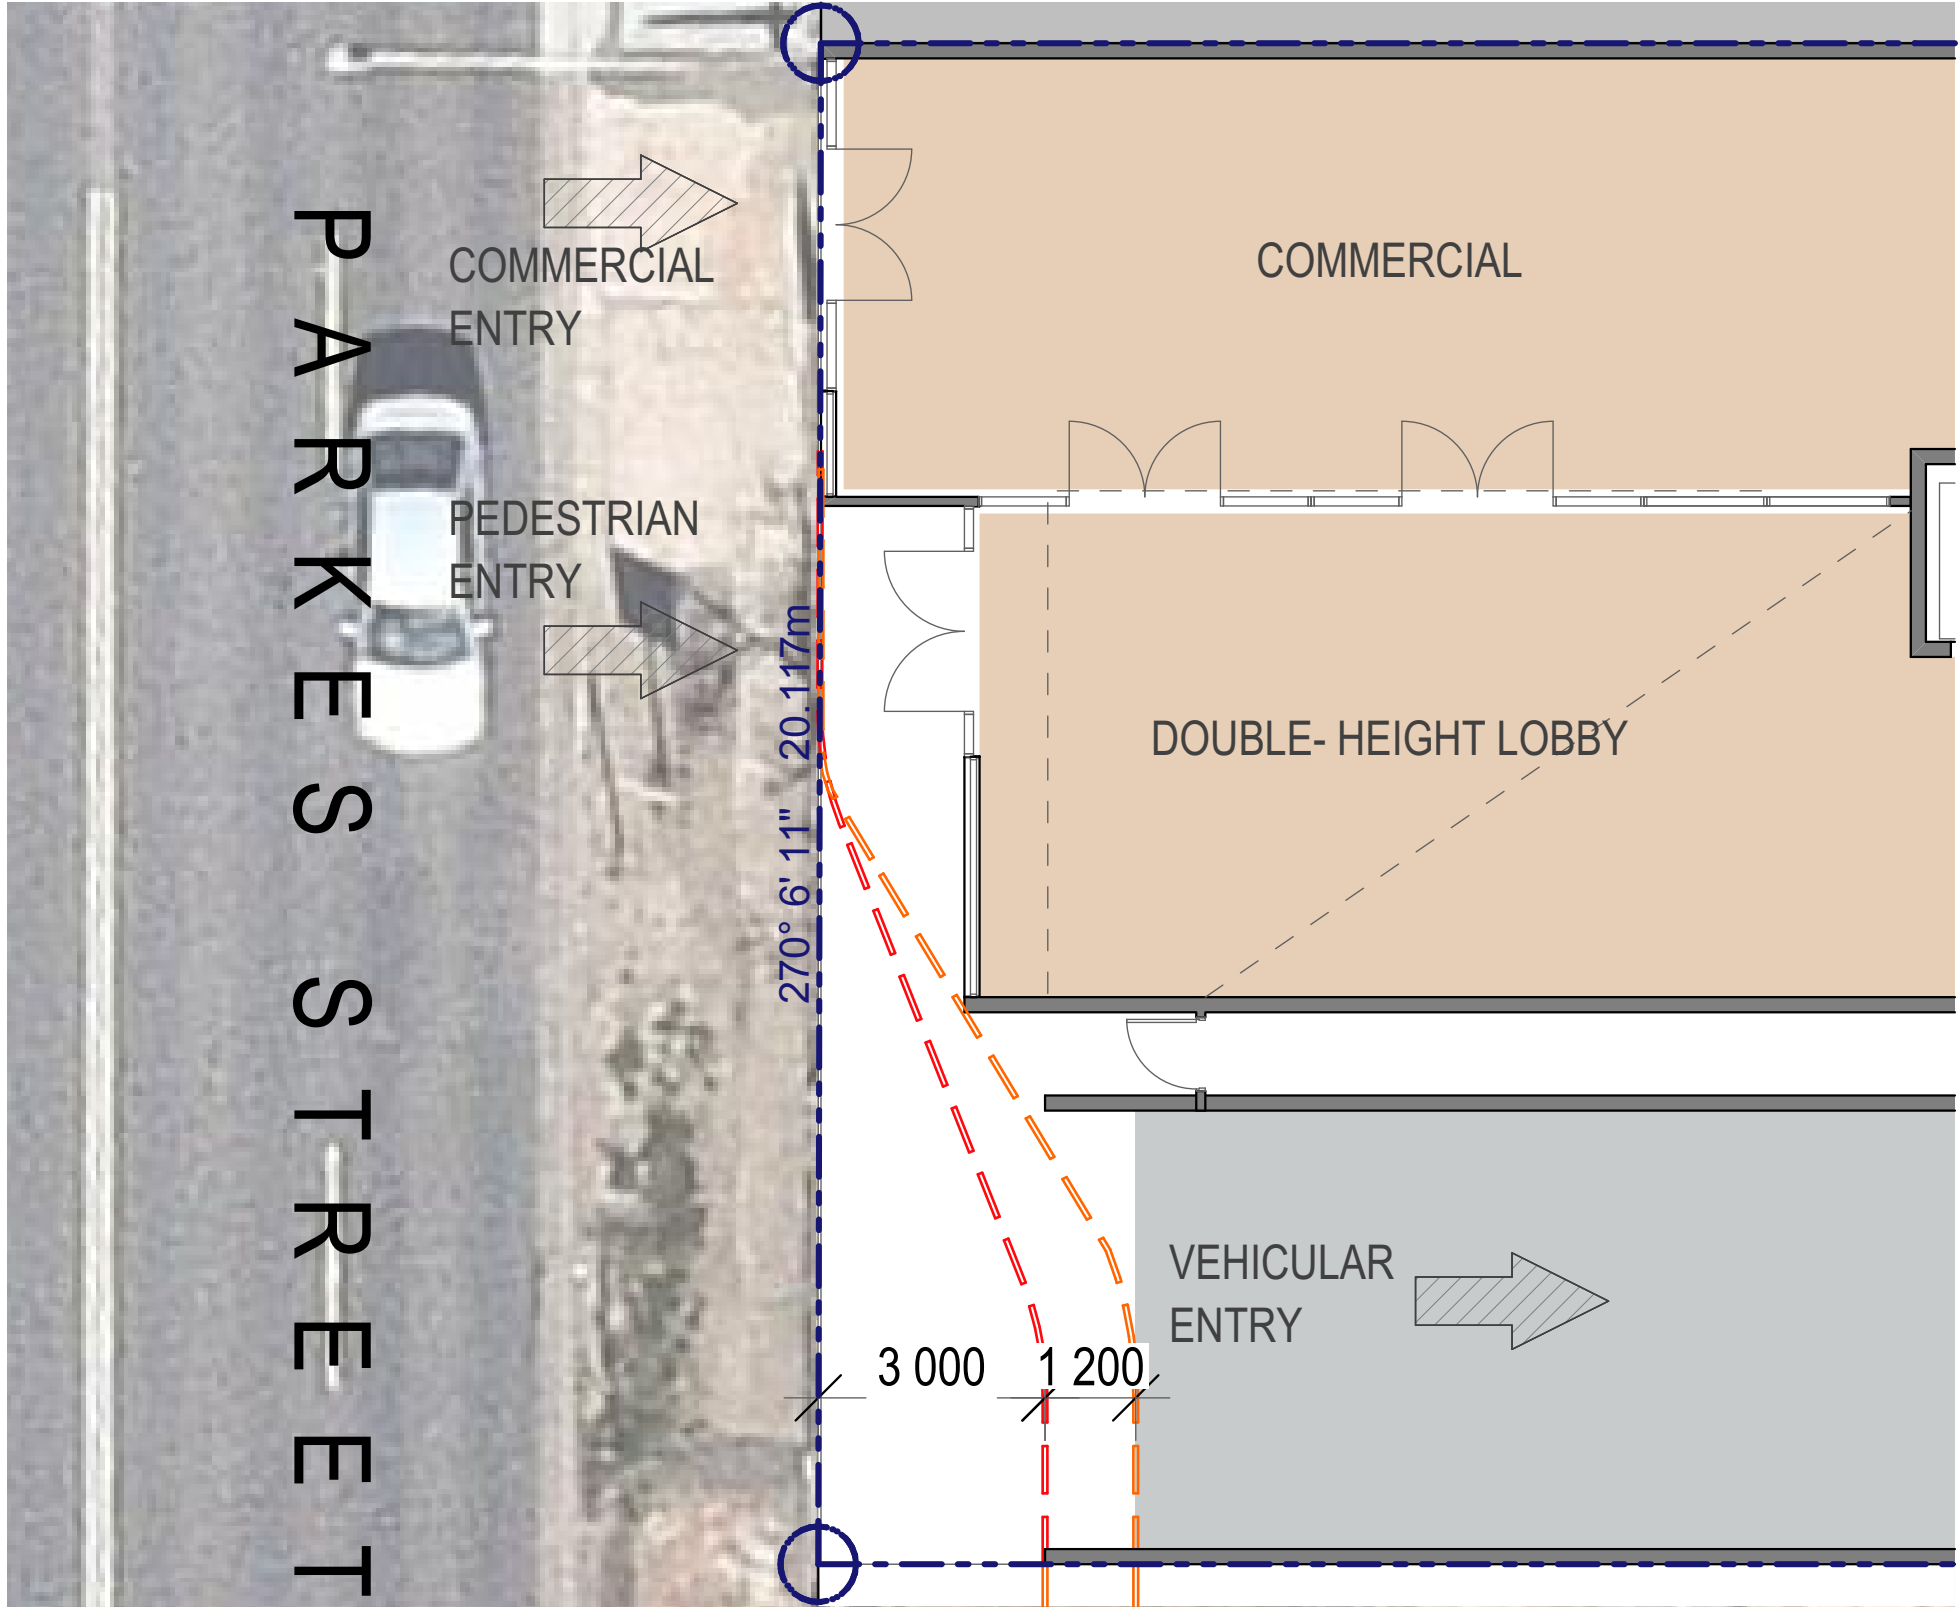 PARKES STREET
COMMERCIAL
ENTRY
COMMERCIAL
PEDESTRIAN
ENTRY
270° 6' 11" 20.117m
DOUBLE- HEIGHT LOBBY
VEHICULAR
ENTRY
3 000
1 200